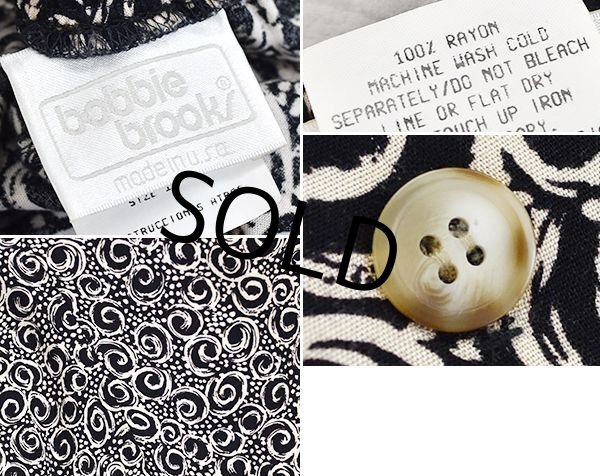 bobbie
brooks®
made in u.s.a.
SIZE
100% RAYON
MACHINE WASH COLD
SEPARATELY/DO NOT BLEACH
LINE OR FLAT DRY
TOUCH UP IRON
SOLD